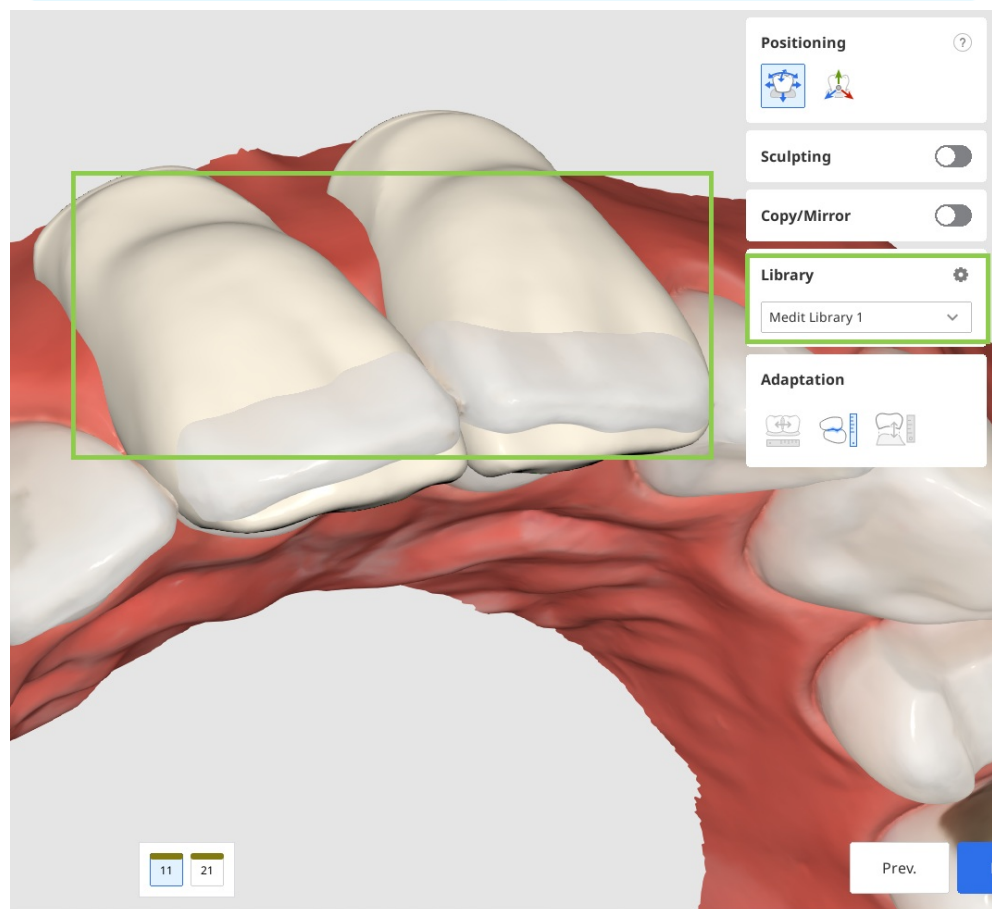 Positioning
?
Sculpting
Copy/Mirror
Library
Medit Library 1
Adaptation
11
21
Prev.